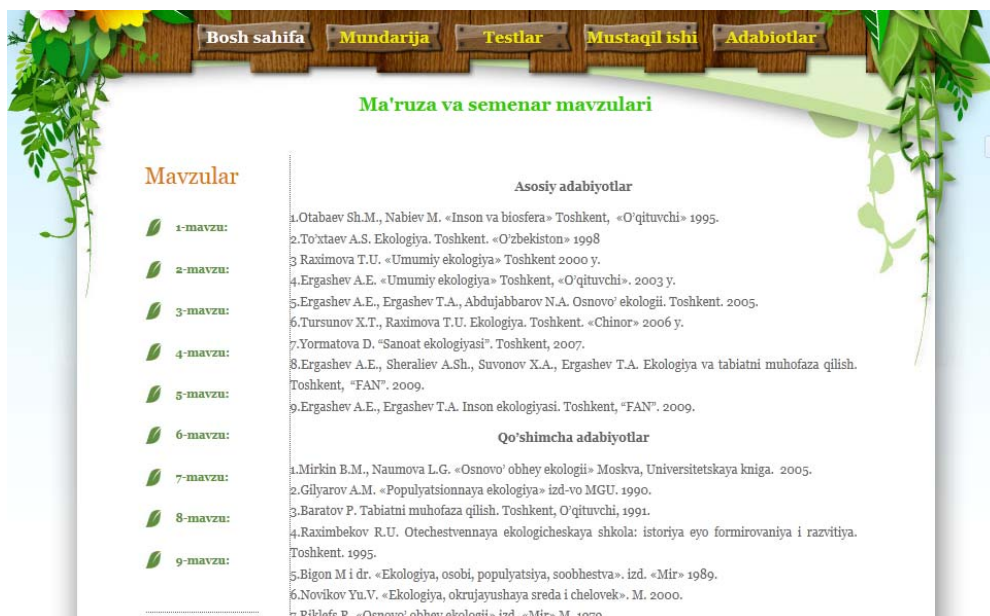 Bosh sahifa
Mundarija
Testlar
Mustaqil ishi
Adabiotlar
Ma'ruza va semenar mavzulari
Mavzular
1-mavzu:
2-mavzu:
3-mavzu:
4-mavzu:
5-mavzu:
6-mavzu:
7-mavzu:
8-mavzu:
9-mavzu:
Asosiy adabiyotlar
1.Otabaev Sh.M., Nabiev M. «Inson va biosfera» Toshkent, «O'qituvchi» 1995.
2.To'xtaev A.S. Ekologiya. Toshkent. «O'zbekiston» 1998
3 Raximova T.U. «Umumiy ekologiya» Toshkent 2000 y.
4.Ergashev A.E. «Umumiy ekologiya» Toshkent, «O'qituvchi». 2003 y.
5.Ergashev A.E., Ergashev T.A., Abdujabbarov N.A. Osnovo' ekologii. Toshkent. 2005.
6.Tursunov X.T., Raximova T.U. Ekologiya. Toshkent. «Chinor» 2006 y.
7.Yormatova D. “Sanoat ekologiyasi”. Toshkent, 2007.
8.Ergashev A.E., Sheraliev A.Sh., Suvonov X.A., Ergashev T.A. Ekologiya va tabiatni muhofaza qilish.
Toshkent, “FAN”. 2009.
9.Ergashev A.E., Ergashev T.A. Inson ekologiyasi. Toshkent, “FAN”. 2009.
Qo'shimcha adabiyotlar
1.Mirkin B.M., Naumova L.G. «Osnovo' obhey ekologii» Moskva, Universitetskaya kniga. 2005.
2.Gilyarov A.M. «Populyatsionnaya ekologiya» izd-vo MGU. 1990.
3.Baratov P. Tabiatni muhofaza qilish. Toshkent, O'qituvchi, 1991.
4.Raximbekov R.U. Otechestvennaya ekologicheskaya shkola: istoriya eyo formirovaniya i razvitiya.
Toshkent. 1995.
5.Bigon M i dr. «Ekologiya, osobi, populyatsiya, soobhestva». izd. «Mir» 1989.
6.Novikov Yu.V. «Ekologiya, okrujayushaya sreda i chelovek». M. 2000.
7.Riklefs R. «Osnovo' obhey ekologii» izd. «Mir» M. 1979.